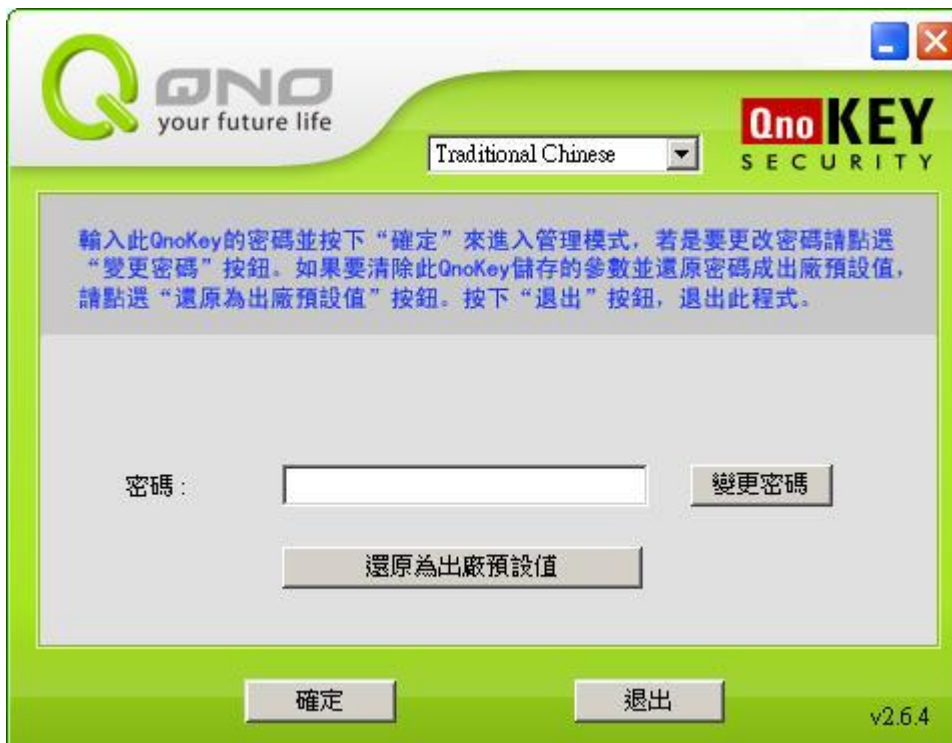 QNO
your future life
Qno KEY
SECURITY
Traditional Chinese
輸入此QnoKey的密碼並按下“確定”來進入管理模式，若是要更改密碼請點選
“變更密碼”按鈕。如果要清除此QnoKey儲存的參數並還原密碼成出廠預設值，
請點選“還原為出廠預設值”按鈕。按下“退出”按鈕，退出此程式。
密碼：
變更密碼
還原為出廠預設值
確定
退出
v2.6.4